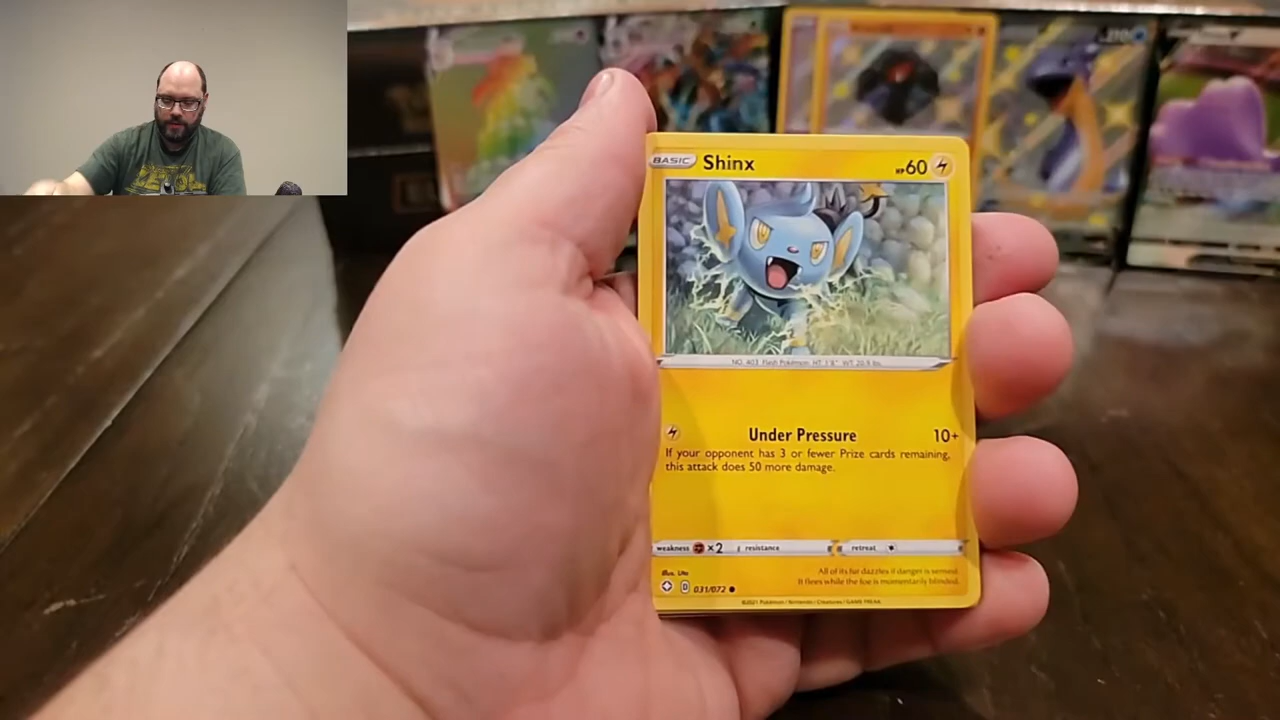 BASIC Shinx HP60
NO. 403 Flash Pokémon HT: 1'8" WT: 20.9 lbs.
Under Pressure 10+
If your opponent has 3 or fewer Prize cards remaining,
this attack does 50 more damage.
weakness ×2 resistance retreat
Illus. Uta
All of its fur dazzles if danger is sensed.
It flees while the foe is momentarily blinded.
D 031/072
©2021 Pokémon / Nintendo / Creatures / GAME FREAK